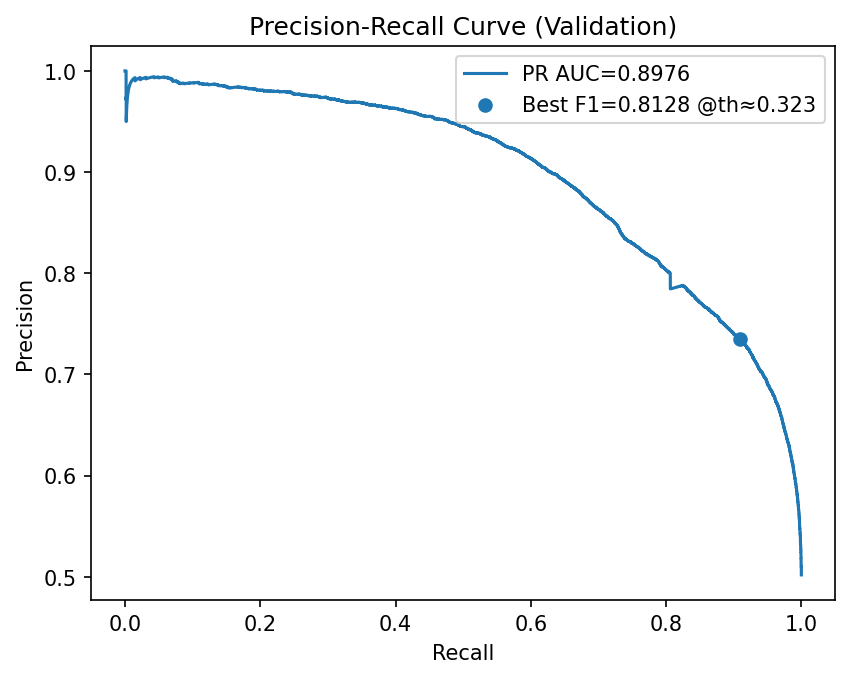 Precision-Recall Curve (Validation)
PR AUC=0.8976
Best F1=0.8128 @th≈0.323
1.0
0.9
0.8
0.7
0.6
0.5
Precision
0.0 0.2 0.4 0.6 0.8 1.0
Recall